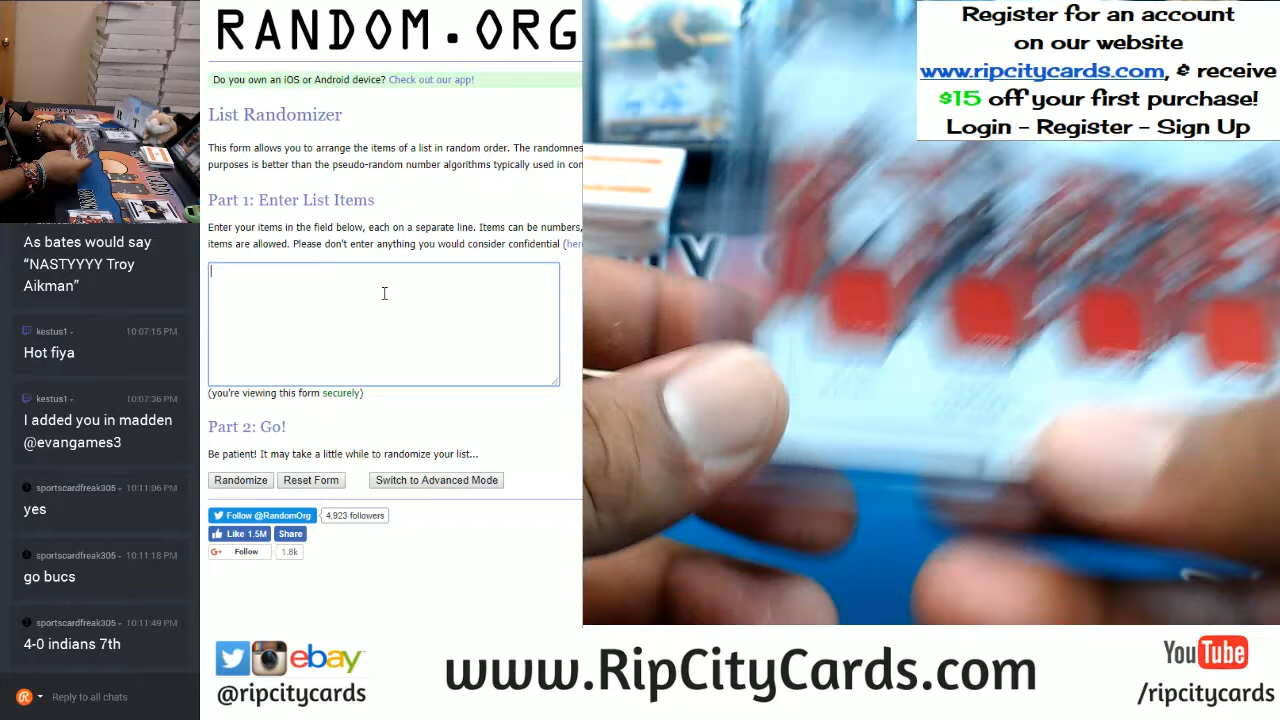 RANDOM.ORG
Do you own an iOS or Android device? Check out our app!
List Randomizer
This form allows you to arrange the items of a list in random order. The randomnes
purposes is better than the pseudo-random number algorithms typically used in con
Part 1: Enter List Items
Enter your items in the field below, each on a separate line. Items can be numbers,
items are allowed. Please don't enter anything you would consider confidential (her
(you're viewing this form securely)
Part 2: Go!
Be patient! It may take a little while to randomize your list...
Randomize Reset Form Switch to Advanced Mode
Follow @RandomOrg 4,923 followers
Like 1.5M Share
G+ Follow 1.8k
As bates would say
“NASTYYYY Troy
Aikman”
kestus1 10:07:15 PM
Hot fiya
kestus1 10:07:36 PM
I added you in madden
@evangames3
sportscardfreak305 10:11:06 PM
yes
sportscardfreak305 10:11:18 PM
go bucs
sportscardfreak305 10:11:49 PM
4-0 indians 7th
Reply to all chats
Register for an account
on our website
www.ripcitycards.com, & receive
$15 off your first purchase!
Login - Register - Sign Up
ebay
@ripcitycards
www.RipCityCards.com
YouTube
/ripcitycards